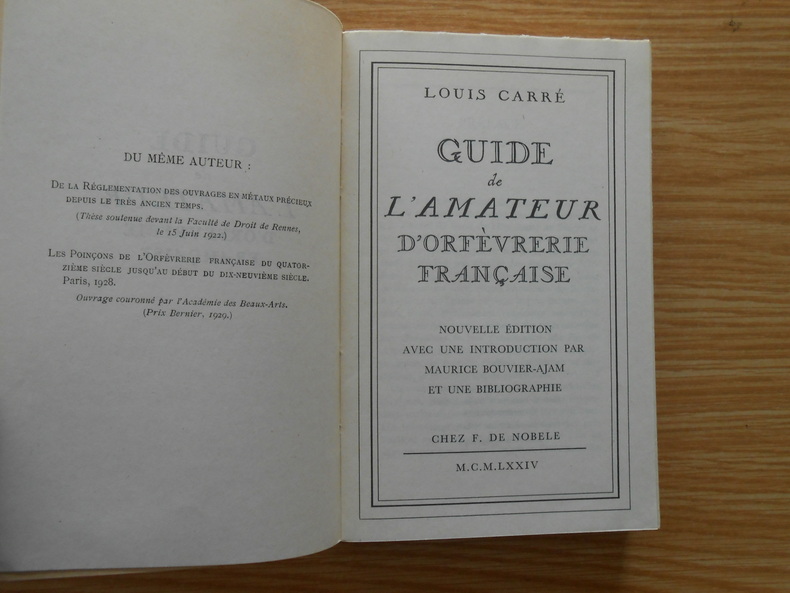 DU MÊME AUTEUR :
DE LA RÉGLEMENTATION DES OUVRAGES EN MÉTAUX PRÉCIEUX
DEPUIS LE TRÈS ANCIEN TEMPS.
(Thèse soutenue devant la Faculté de Droit de Rennes,
le 15 Juin 1922.)
LES POINÇONS DE L'ORFÈVRERIE FRANÇAISE DU QUATOR-
ZIÈME SIÈCLE JUSQU'AU DÉBUT DU DIX-NEUVIÈME SIÈCLE.
Paris, 1928.
Ouvrage couronné par l'Académie des Beaux-Arts.
(Prix Bernier, 1929.)
LOUIS CARRÉ
GUIDE
de
L'AMATEUR
D'ORFÈVRERIE
FRANÇAISE
NOUVELLE ÉDITION
AVEC UNE INTRODUCTION PAR
MAURICE BOUVIER-AJAM
ET UNE BIBLIOGRAPHIE
CHEZ F. DE NOBELE
M.C.M.LXXIV